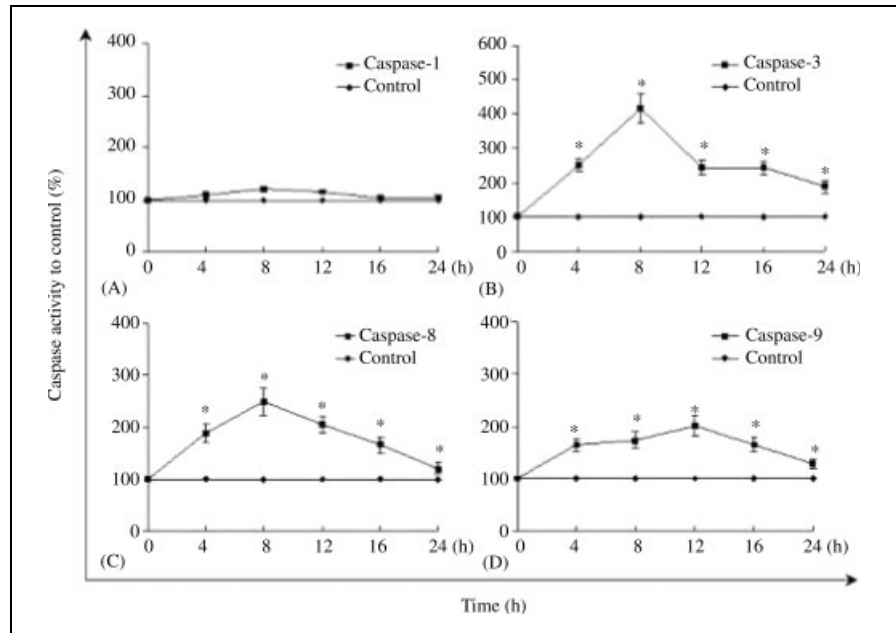 Caspase activity to control (%)
400
300
200
100
0
Caspase-1
Control
0 4 8 12 16 24 (h)
(A)
600
500
400
300
200
100
0
Caspase-3
Control
* * * * *
0 4 8 12 16 24 (h)
(B)
400
300
200
100
0
Caspase-8
Control
* * * * *
0 4 8 12 16 24 (h)
(C)
400
300
200
100
0
Caspase-9
Control
* * * * *
0 4 8 12 16 24 (h)
(D)
Time (h)